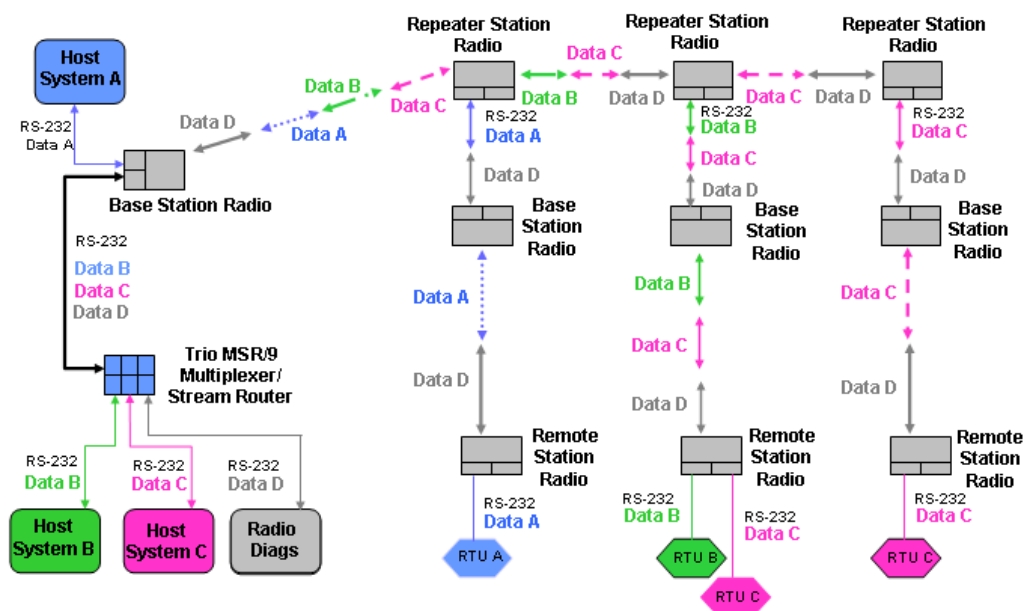 Repeater Station
Radio
Repeater Station
Radio
Repeater Station
Radio
Host
System A
Data C
Data B
Data C
Data B
Data D
Data C
Data D
RS-232
Data A
Data D
Data A
RS-232
Data A
RS-232
Data B
RS-232
Data C
Data C
Data D
Data D
Data D
Base Station Radio
Base
Station
Radio
Base
Station
Radio
Base
Station
Radio
RS-232
Data B
Data C
Data D
Data A
Data B
Data C
Data C
Trio MSR/9
Multiplexer/
Stream Router
Data D
Data D
Data D
Remote
Station
Radio
Remote
Station
Radio
Remote
Station
Radio
RS-232
Data B
RS-232
Data C
RS-232
Data D
RS-232
Data A
RS-232
Data B
RS-232
Data C
RS-232
Data C
Host
System B
Host
System C
Radio
Diags
RTU A
RTU B
RTU C
RTU C